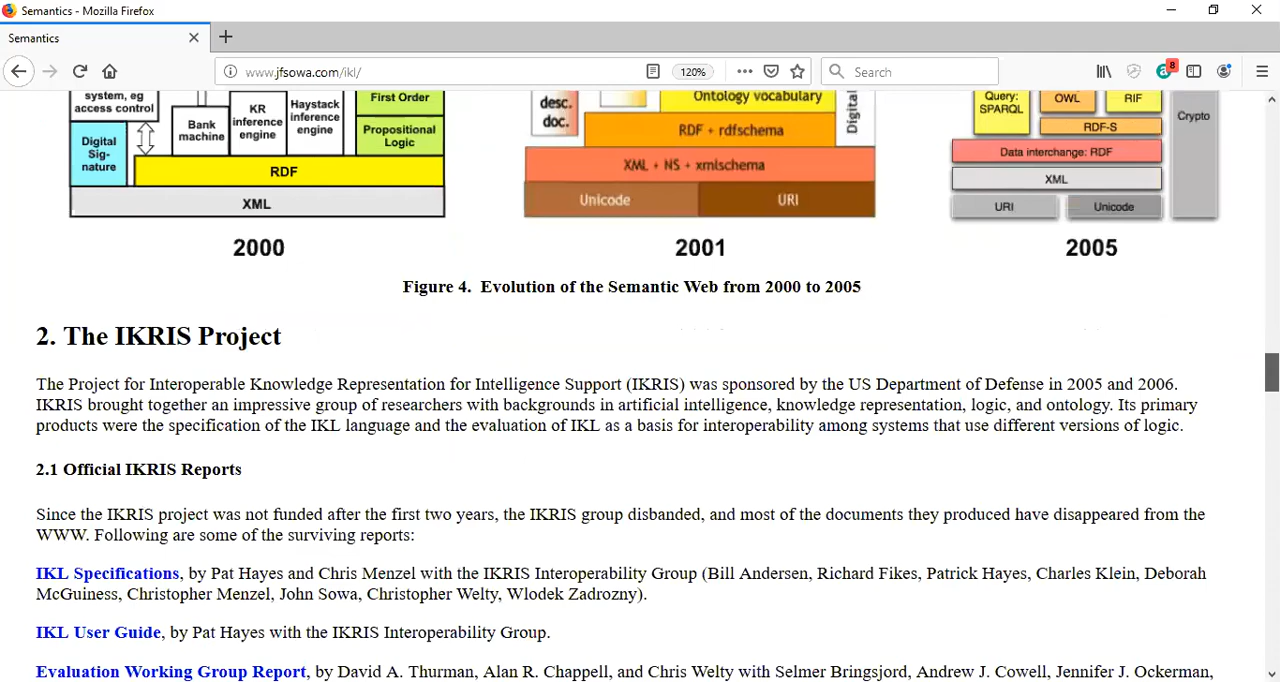 Semantics - Mozilla Firefox
Semantics
www.jfsowa.com/ikl/
120%
Search
8
system, eg
access control
Digital
Sig-
nature
Bank
machine
KR
inference
engine
Haystack
inference
engine
First Order
Propositional
Logic
RDF
XML
2000
desc.
doc.
Ontology vocabulary
Digital
RDF + rdfschema
XML + NS + xmlschema
Unicode
URI
2001
Query:
SPARQL
OWL
RIF
RDF-S
Crypto
Data interchange: RDF
XML
URI
Unicode
2005
Figure 4. Evolution of the Semantic Web from 2000 to 2005
2. The IKRIS Project
The Project for Interoperable Knowledge Representation for Intelligence Support (IKRIS) was sponsored by the US Department of Defense in 2005 and 2006.
IKRIS brought together an impressive group of researchers with backgrounds in artificial intelligence, knowledge representation, logic, and ontology. Its primary
products were the specification of the IKL language and the evaluation of IKL as a basis for interoperability among systems that use different versions of logic.
2.1 Official IKRIS Reports
Since the IKRIS project was not funded after the first two years, the IKRIS group disbanded, and most of the documents they produced have disappeared from the
WWW. Following are some of the surviving reports:
IKL Specifications, by Pat Hayes and Chris Menzel with the IKRIS Interoperability Group (Bill Andersen, Richard Fikes, Patrick Hayes, Charles Klein, Deborah
McGuiness, Christopher Menzel, John Sowa, Christopher Welty, Wlodek Zadrozny).
IKL User Guide, by Pat Hayes with the IKRIS Interoperability Group.
Evaluation Working Group Report, by David A. Thurman, Alan R. Chappell, and Chris Welty with Selmer Bringsjord, Andrew J. Cowell, Jennifer J. Ockerman,